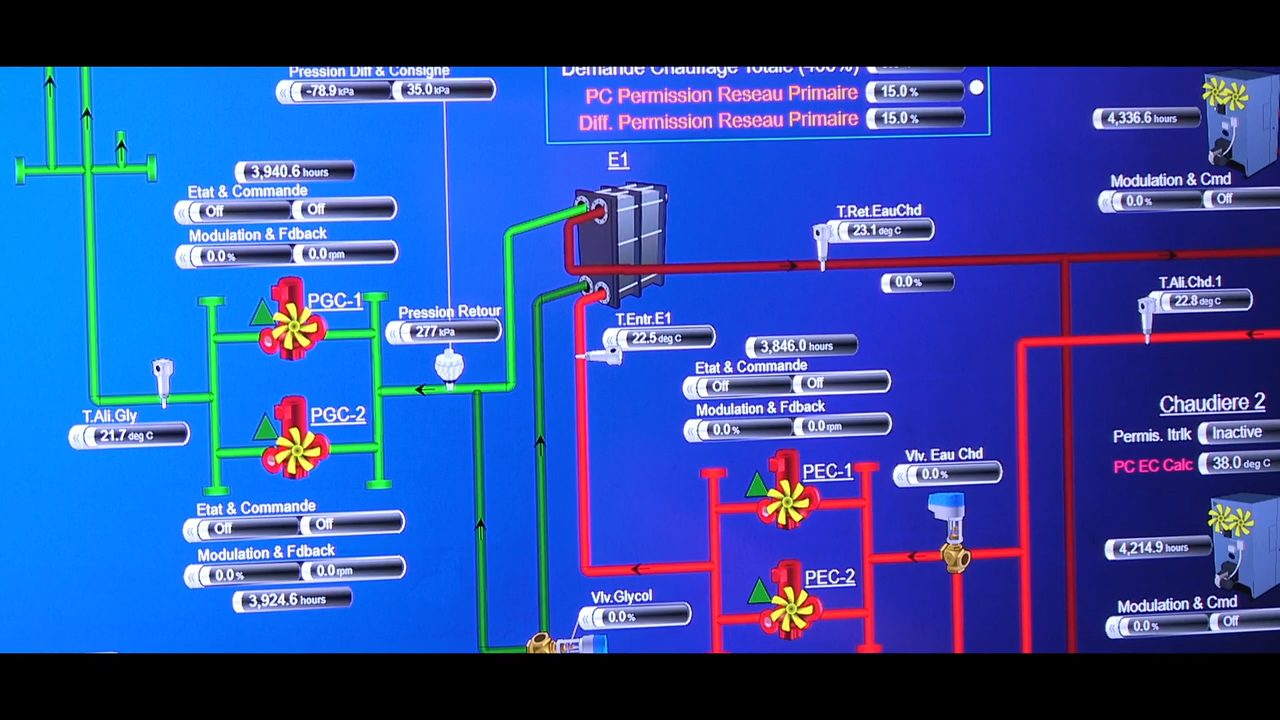 Pression Diff & Consigne
-78.9 kPa 35.0 kPa
Demande Chauffage Totale (400%)
PC Permission Reseau Primaire 15.0 %
Diff. Permission Reseau Primaire 15.0 %
4,336.6 hours
E1
3,940.6 hours
Etat & Commande
Off Off
Modulation & Fdback
0.0 % 0.0 rpm
Modulation & Cmd
0.0 % Off
T.Ret.EauChd
23.1 deg C
0.0 %
T.Ali.Chd.1
22.8 deg C
PGC-1
Pression Retour
277 kPa
T.Entr.E1
22.5 deg C
3,846.0 hours
Etat & Commande
Off Off
Modulation & Fdback
0.0 % 0.0 rpm
T.Ali.Gly
21.7 deg C
PGC-2
Chaudiere 2
Permis. Itrlk Inactive
PC EC Calc 38.0 deg C
Vlv. Eau Chd
0.0 %
PEC-1
Etat & Commande
Off Off
Modulation & Fdback
0.0 % 0.0 rpm
3,924.6 hours
4,214.9 hours
PEC-2
Vlv.Glycol
0.0 %
Modulation & Cmd
0.0 % Off